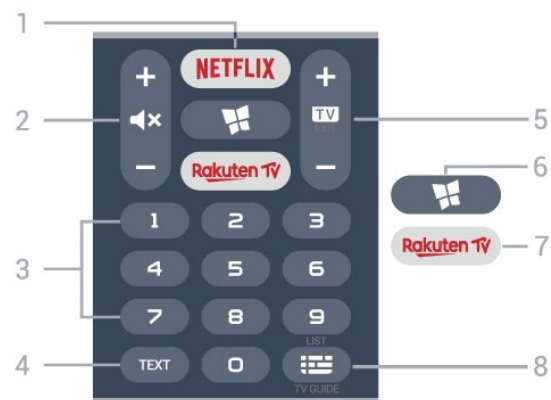 1
NETFLIX
+ +
2
TV
EXIT
5
Rakuten TV
− −
6
1 2 3
Rakuten TV
7
3
4 5 6
7 8 9
LIST
4
TEXT 0
8
TV GUIDE